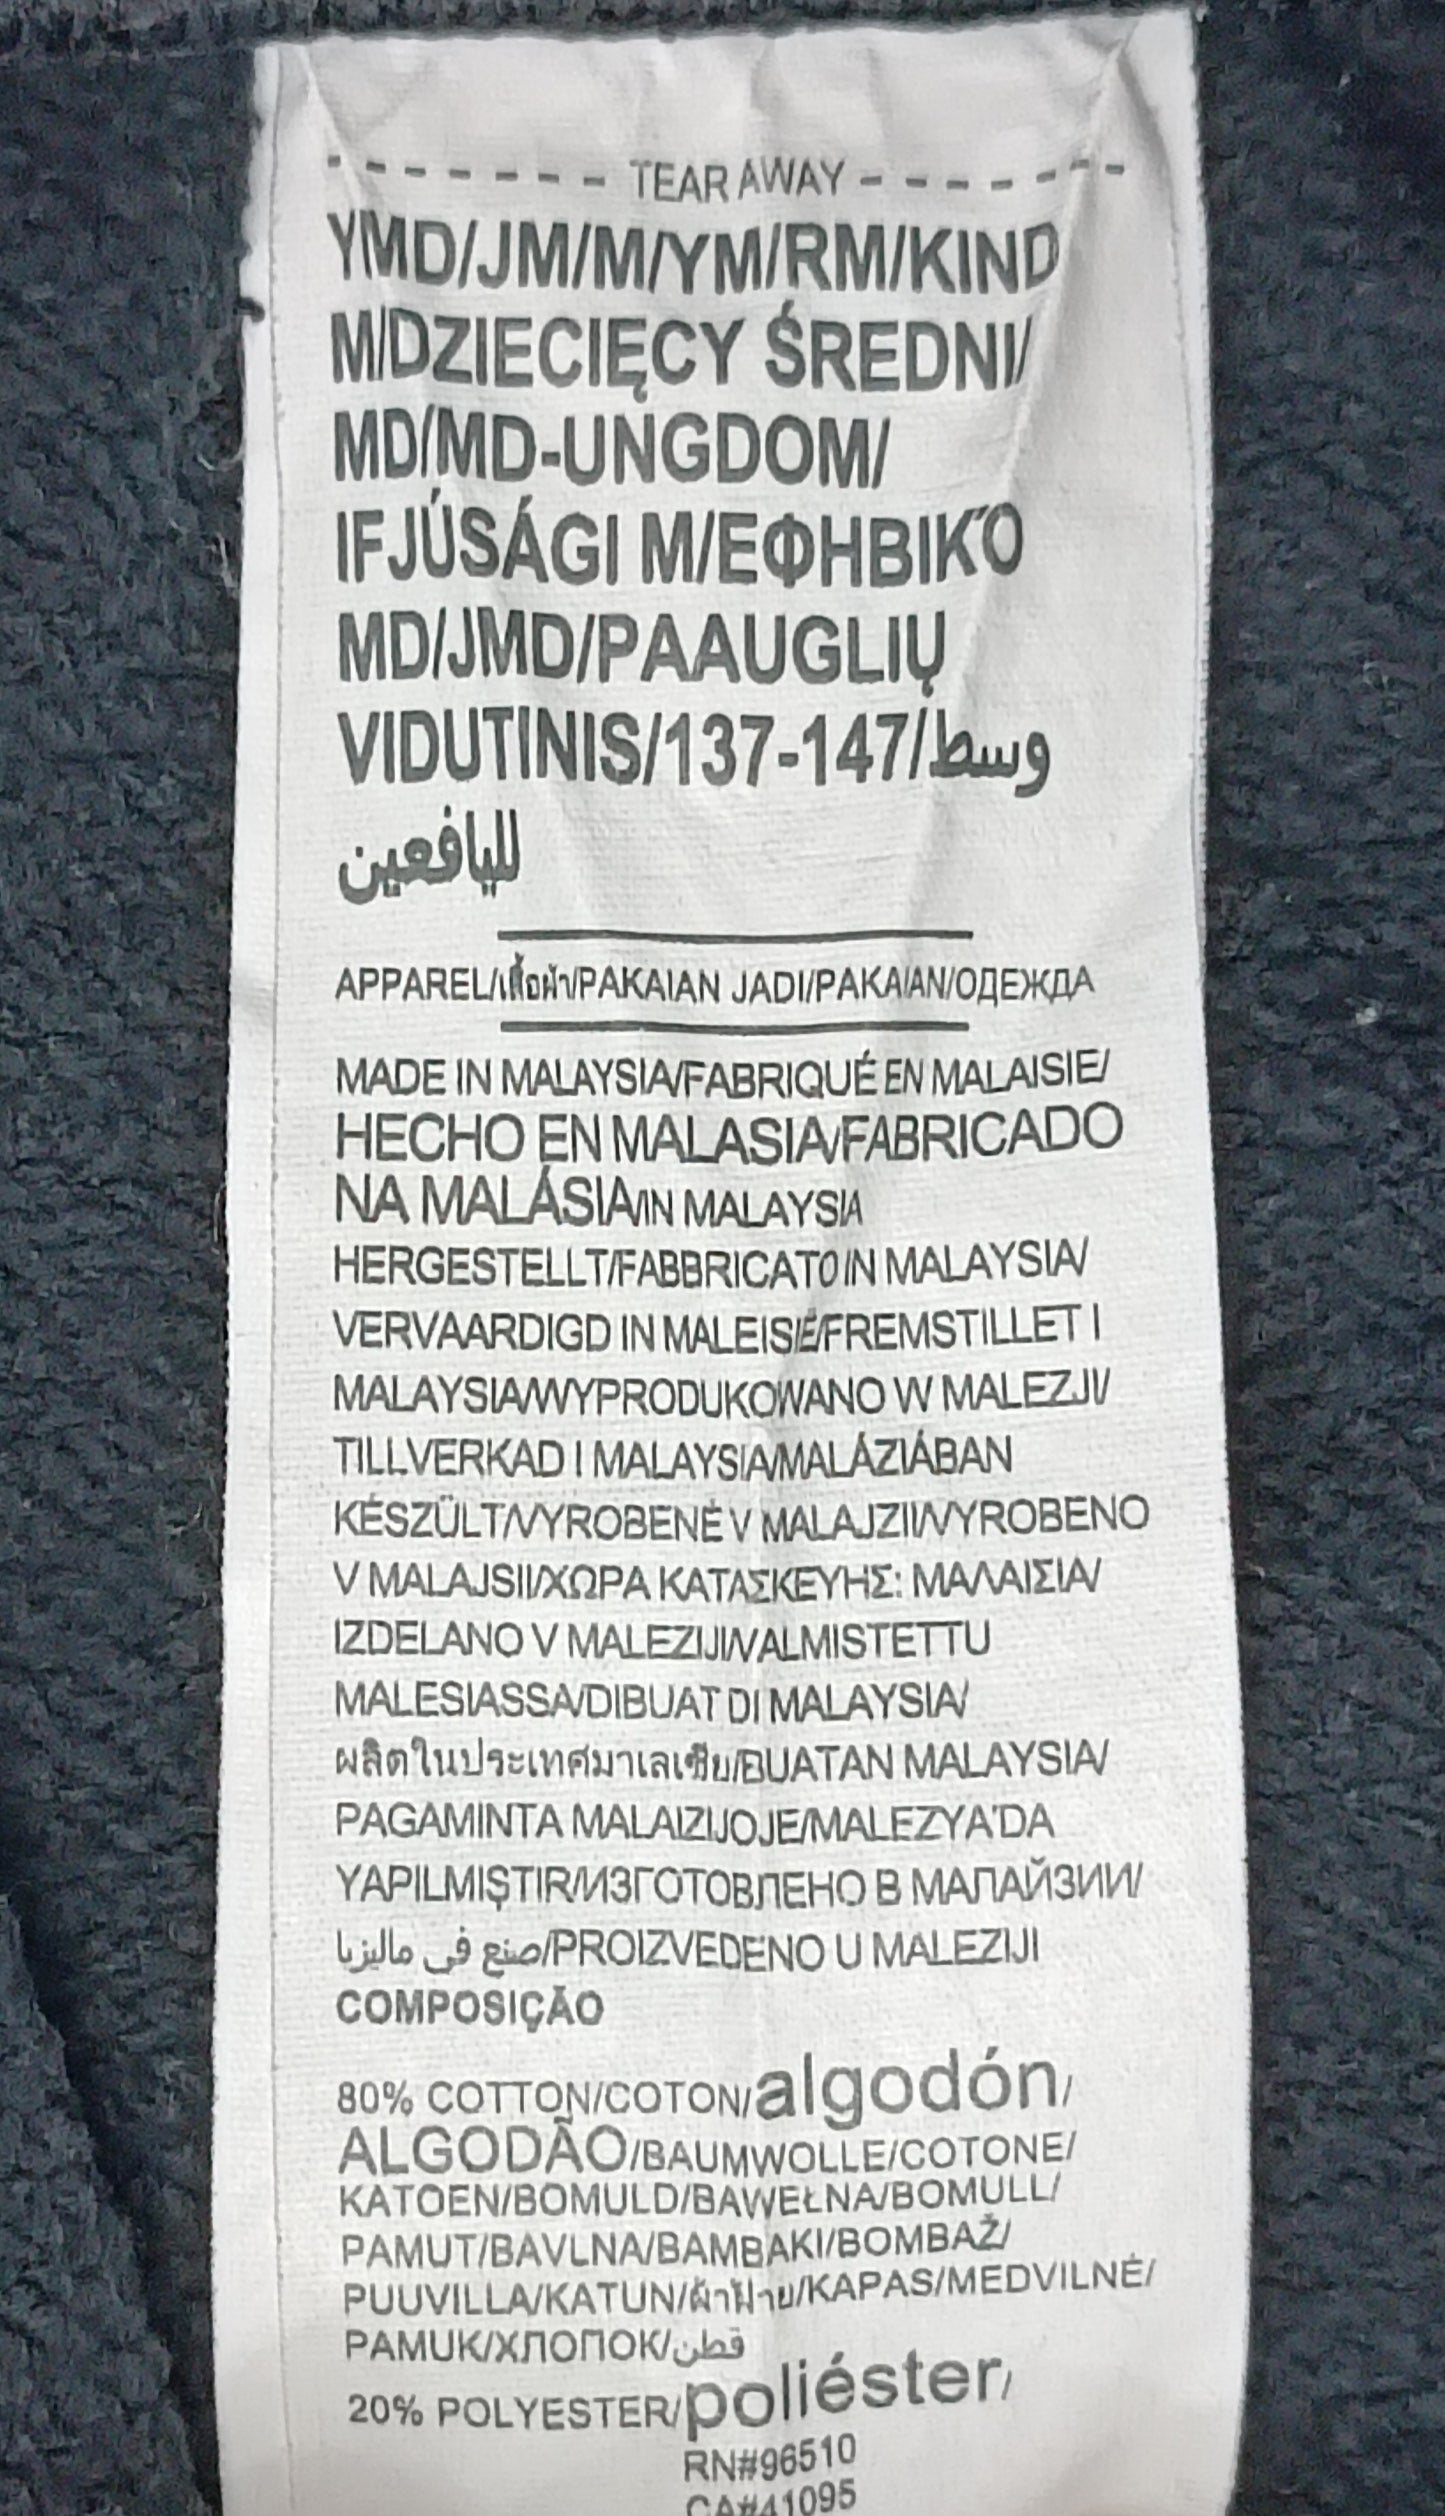 - - - - - - TEAR AWAY - - - - - -
YMD/JM/M/YM/RM/KIND
M/DZIECIĘCY ŚREDNI/
MD/MD-UNGDOM/
IFJÚSÁGI M/ΕΦΗΒΙΚΌ
MD/JMD/PAAUGLIŲ
VIDUTINIS/137-147/وسط
لليافعين
APPAREL/เสื้อผ้า/PAKAIAN JADI/PAKAIAN/ОДЕЖДА
MADE IN MALAYSIA/FABRIQUÉ EN MALAISIE/
HECHO EN MALASIA/FABRICADO
NA MALÁSIA/IN MALAYSIA
HERGESTELLT/FABBRICATO IN MALAYSIA/
VERVAARDIGD IN MALEISIË/FREMSTILLET I
MALAYSIA/WYPRODUKOWANO W MALEZJI/
TILLVERKAD I MALAYSIA/MALÁZIÁBAN
KÉSZÜLT/VYROBENÉ V MALAJZII/VYROBENO
V MALAJSII/ΧΩΡΑ ΚΑΤΑΣΚΕΥΗΣ: ΜΑΛΑΙΣΙΑ/
IZDELANO V MALEZIJI/VALMISTETTU
MALESIASSA/DIBUAT DI MALAYSIA/
ผลิตในประเทศมาเลเซีย/BUATAN MALAYSIA/
PAGAMINTA MALAIZIJOJE/MALEZYA'DA
YAPILMIŞTIR/ИЗГОТОВЛЕНО В МАЛАЙЗИИ/
صنع في ماليزيا/PROIZVEDENO U MALEZIJI
COMPOSIÇÃO
80% COTTON/COTON/algodón/
ALGODÃO/BAUMWOLLE/COTONE/
KATOEN/BOMULD/BAWEŁNA/BOMULL/
PAMUT/BAVLNA/BAMBAKI/BOMBAŽ/
PUUVILLA/KATUN/ผ้าฝ้าย/KAPAS/MEDVILNĖ/
PAMUK/ХЛОПОК/قطن
20% POLYESTER/poliéster/
RN#96510
CA#41095